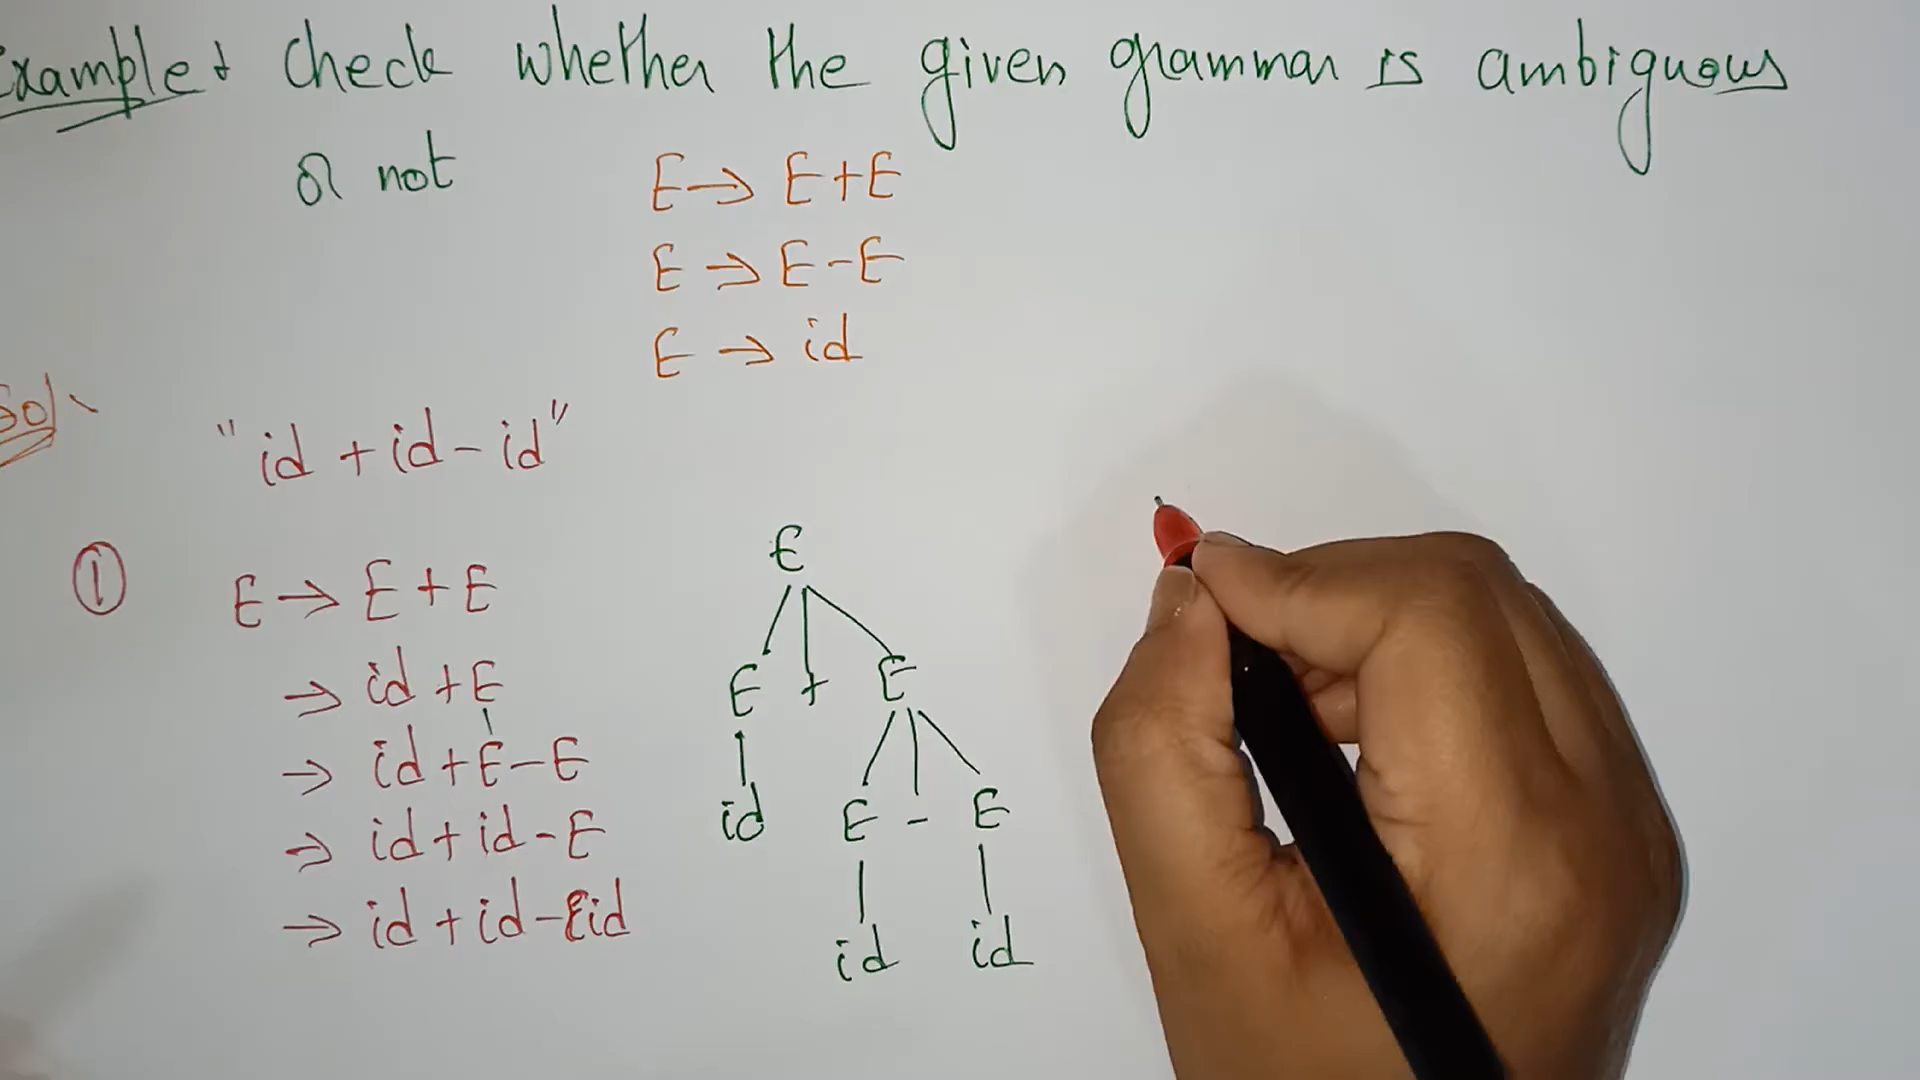 Example: Check whether the given grammar is ambiguous
or not
E → E+E
E → E-E
E → id
Sol:
"id + id - id"
① E → E + E
→ id + E
→ id + E - E
→ id + id - E
→ id + id - id
E
E + E
id E - E
id id